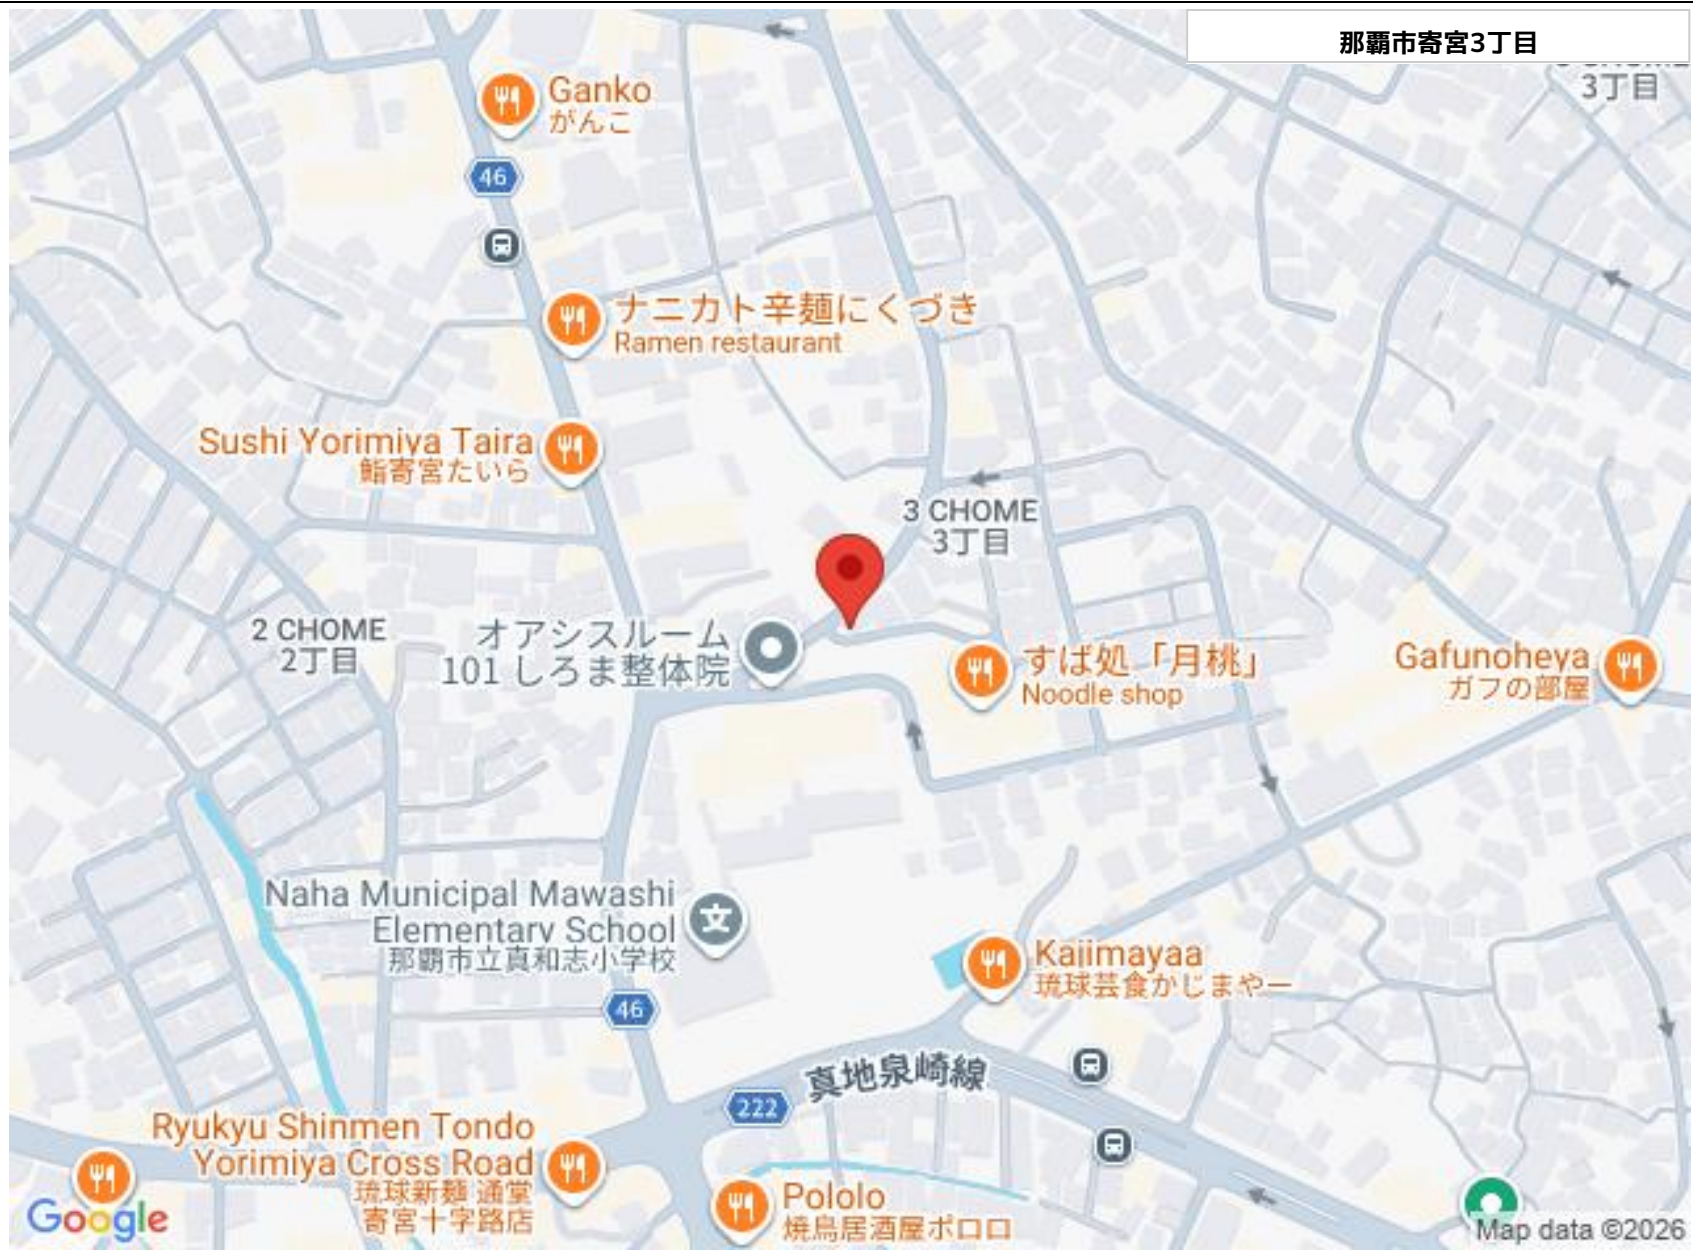 那覇市寄宮3丁目
3丁目
Ganko
がんこ
46
ナニカト辛麺にくづき
Ramen restaurant
Sushi Yorimiya Taira
鮨寄宮たいら
3 CHOME
3丁目
2 CHOME
2丁目
オアシスルーム
101 しろま整体院
すば処「月桃」
Noodle shop
Gafunoheya
ガフの部屋
Naha Municipal Mawashi
Elementary School
那覇市立真和志小学校
文
Kajimayaa
琉球芸食かじまやー
46
真地泉崎線
222
Ryukyu Shinmen Tondo
Yorimiya Cross Road
琉球新麺 通堂
寄宮十字路店
Pololo
焼鳥居酒屋ポロロ
Google
Map data ©2026